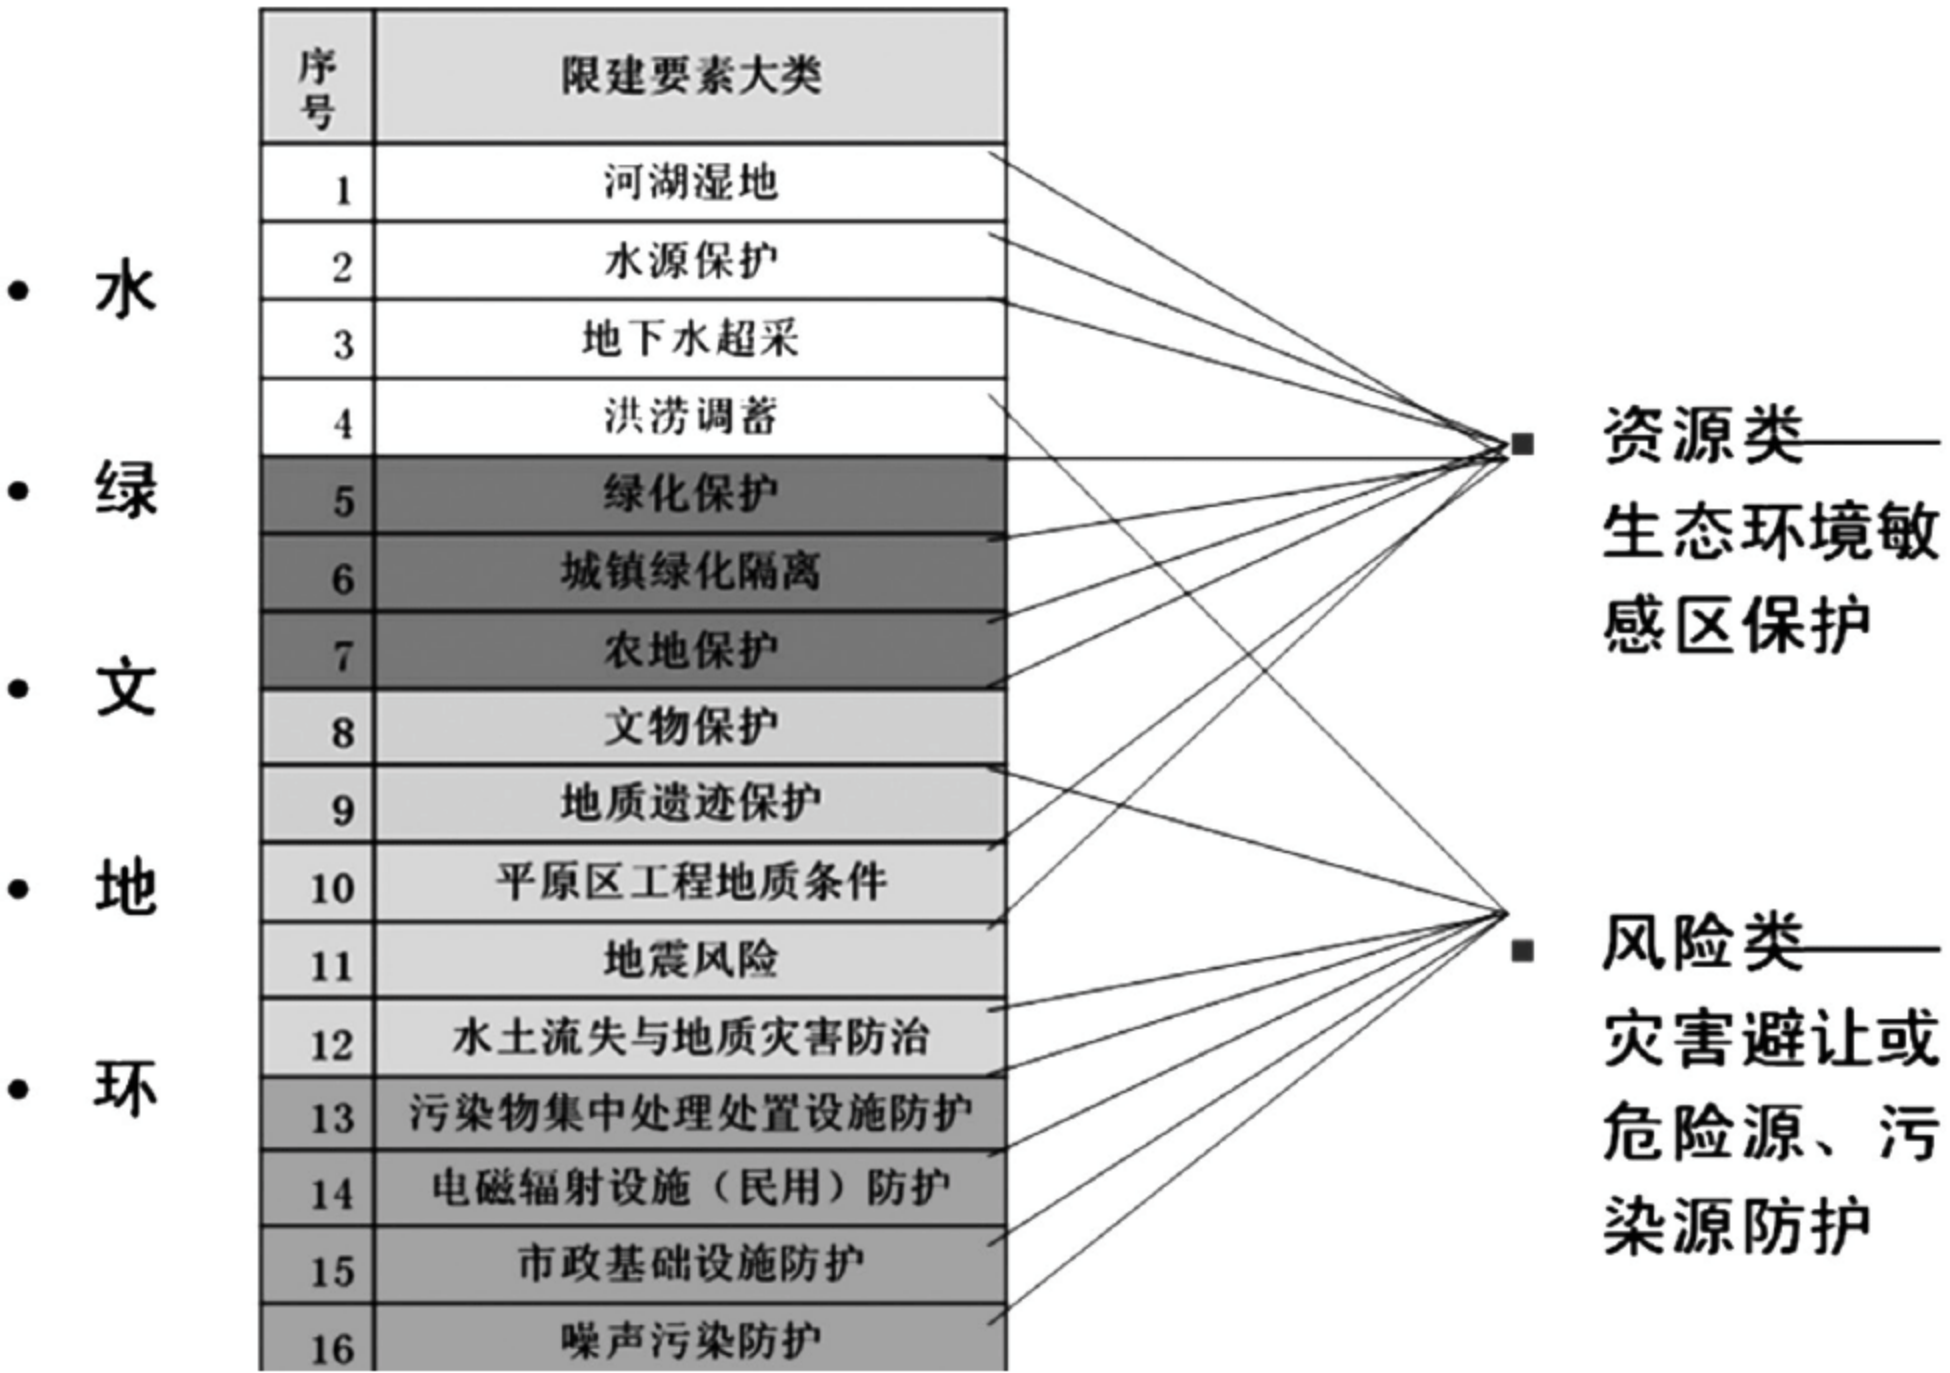 • 水
• 绿
• 文
• 地
• 环
序号 限建要素大类
1 河湖湿地
2 水源保护
3 地下水超采
4 洪涝调蓄
5 绿化保护
6 城镇绿化隔离
7 农地保护
8 文物保护
9 地质遗迹保护
10 平原区工程地质条件
11 地震风险
12 水土流失与地质灾害防治
13 污染物集中处理处置设施防护
14 电磁辐射设施（民用）防护
15 市政基础设施防护
16 噪声污染防护
■ 资源类——
生态环境敏
感区保护
■ 风险类——
灾害避让或
危险源、污
染源防护